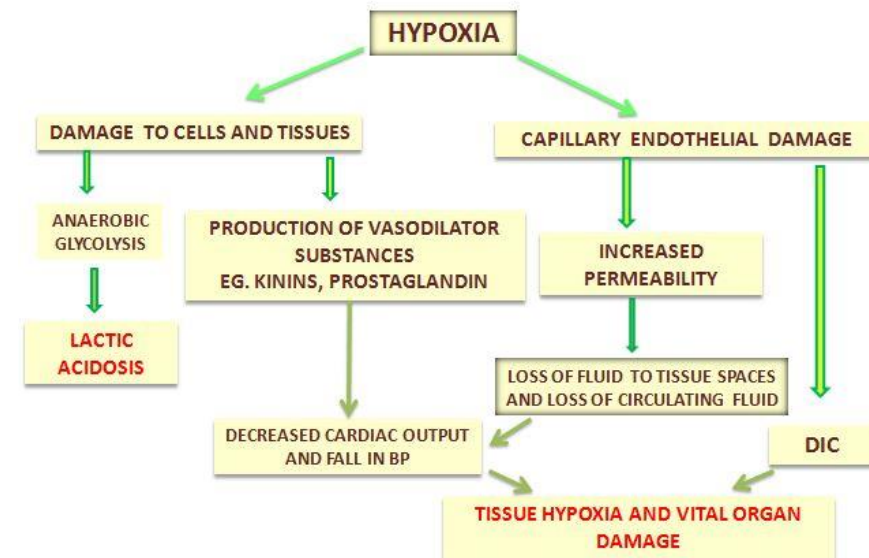 HYPOXIA
DAMAGE TO CELLS AND TISSUES
CAPILLARY ENDOTHELIAL DAMAGE
ANAEROBIC
GLYCOLYSIS
PRODUCTION OF VASODILATOR
SUBSTANCES
EG. KININS, PROSTAGLANDIN
INCREASED
PERMEABILITY
LACTIC
ACIDOSIS
LOSS OF FLUID TO TISSUE SPACES
AND LOSS OF CIRCULATING FLUID
DECREASED CARDIAC OUTPUT
AND FALL IN BP
DIC
TISSUE HYPOXIA AND VITAL ORGAN
DAMAGE